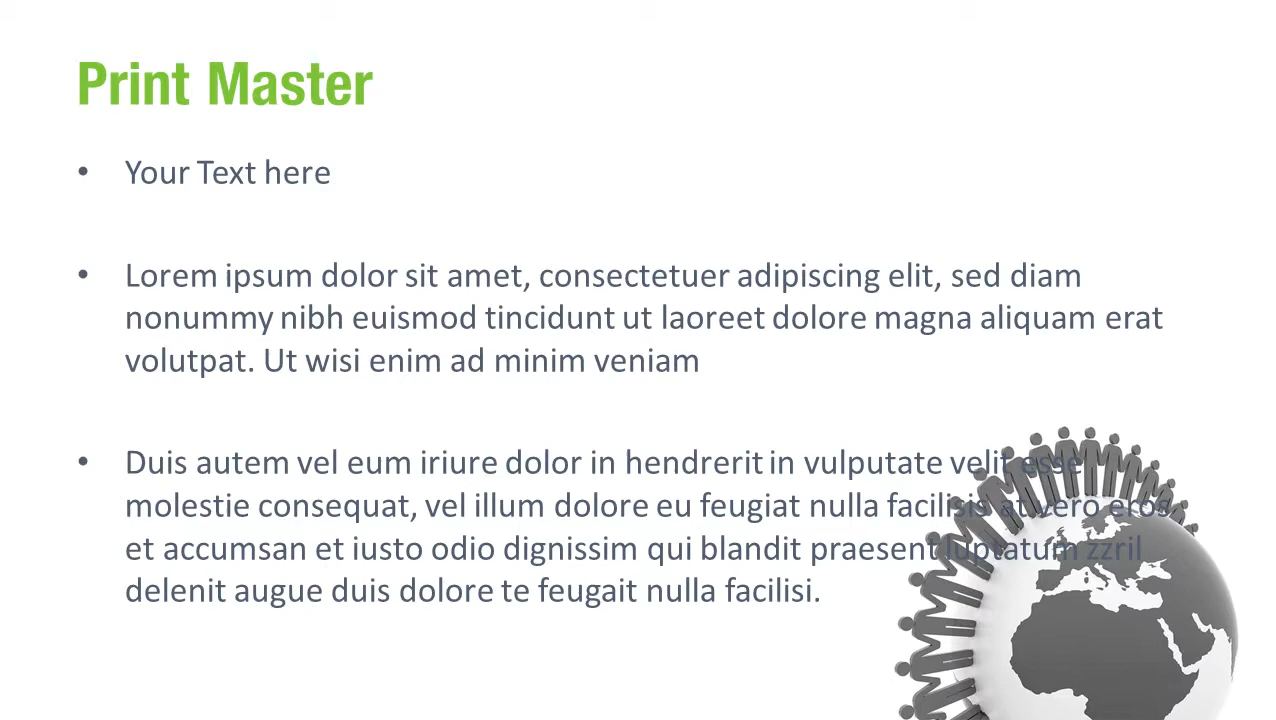 Print Master
• Your Text here
• Lorem ipsum dolor sit amet, consectetuer adipiscing elit, sed diam
nonummy nibh euismod tincidunt ut laoreet dolore magna aliquam erat
volutpat. Ut wisi enim ad minim veniam
• Duis autem vel eum iriure dolor in hendrerit in vulputate velit esse
molestie consequat, vel illum dolore eu feugiat nulla facilisis at vero eros
et accumsan et iusto odio dignissim qui blandit praesent luptatum zzril
delenit augue duis dolore te feugait nulla facilisi.